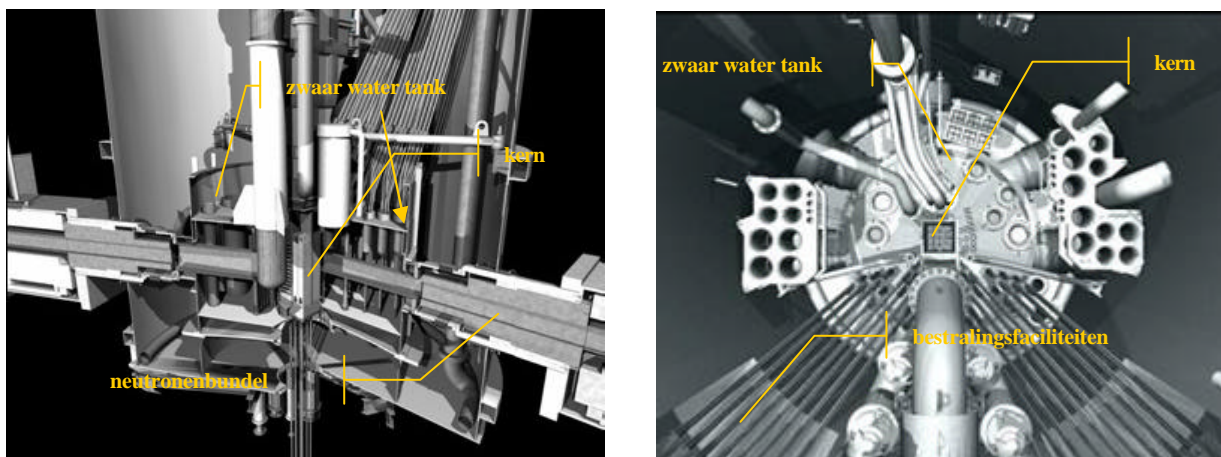 zwaar water tank
kern
neutronenbundel
zwaar water tank
kern
bestralingsfaciliteiten